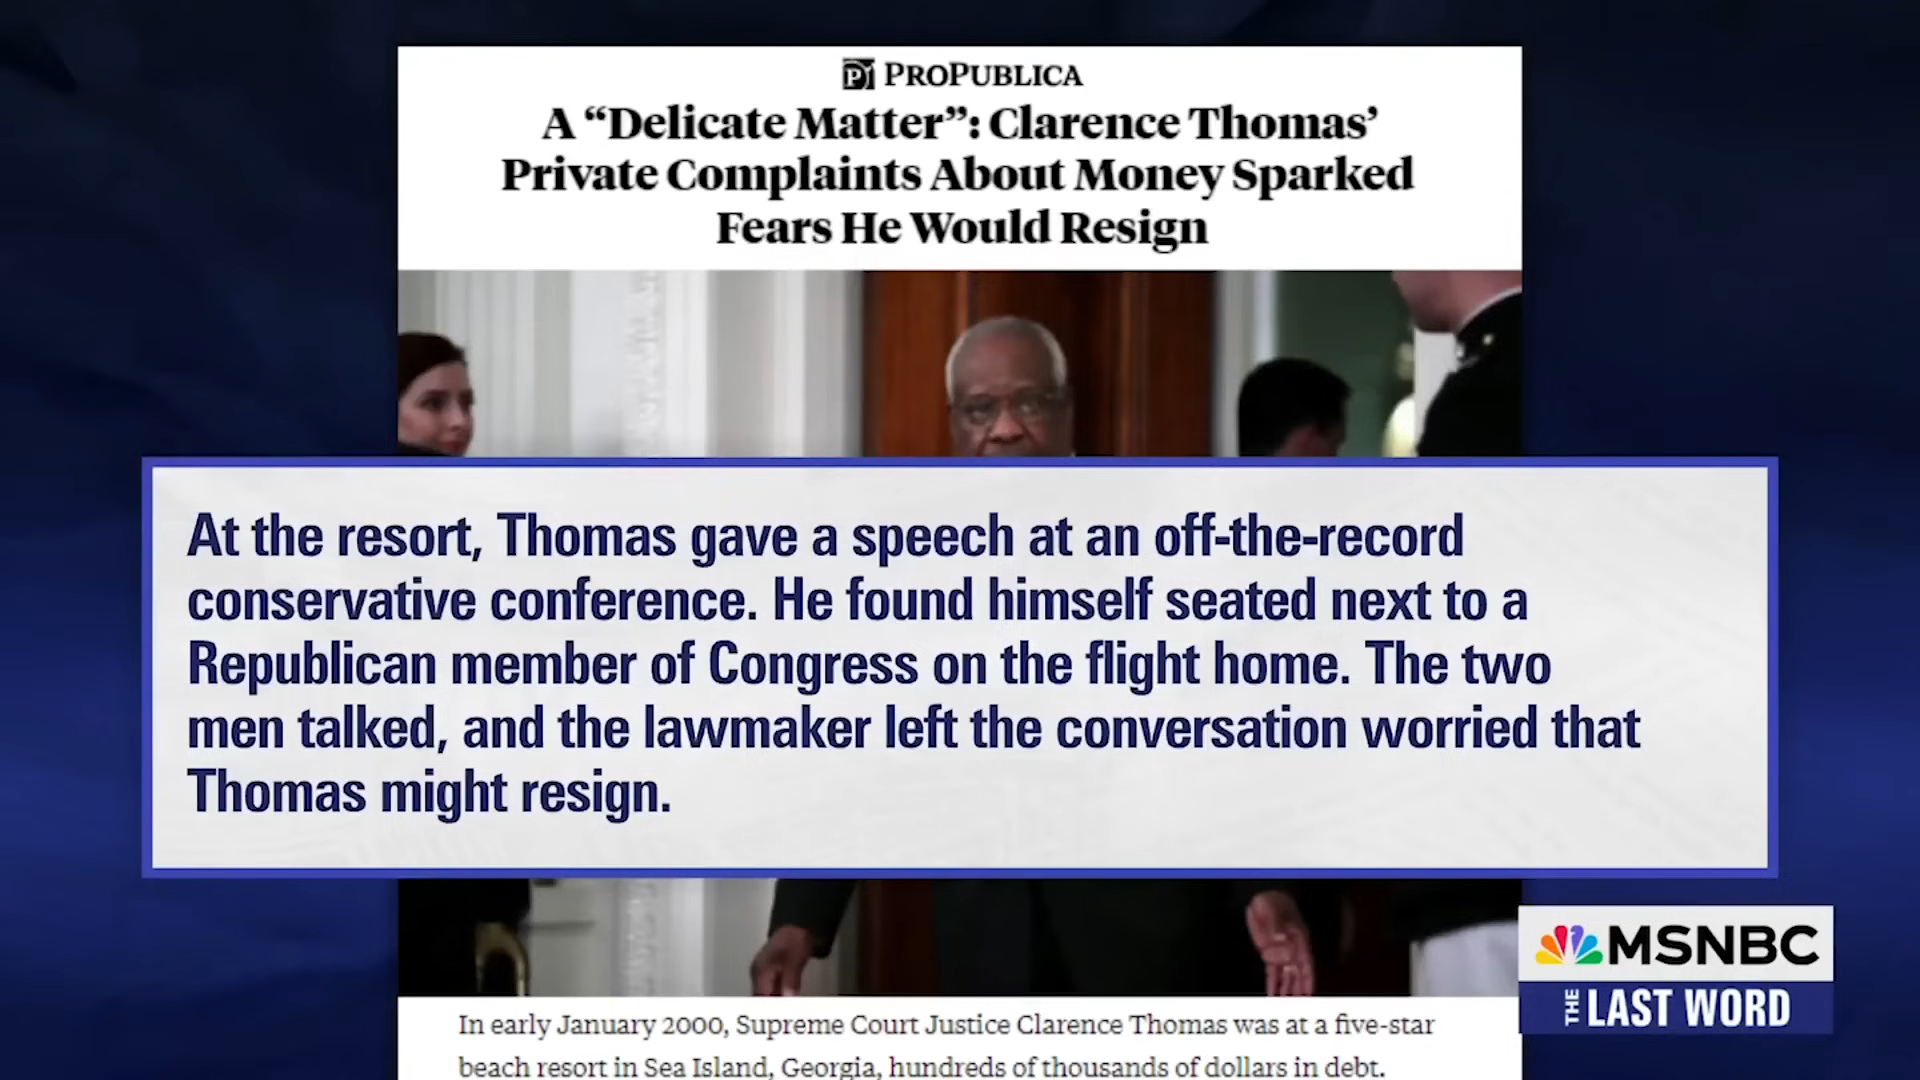 PROPUBLICA
A “Delicate Matter”: Clarence Thomas’
Private Complaints About Money Sparked
Fears He Would Resign
At the resort, Thomas gave a speech at an off-the-record
conservative conference. He found himself seated next to a
Republican member of Congress on the flight home. The two
men talked, and the lawmaker left the conversation worried that
Thomas might resign.
MSNBC
THE LAST WORD
In early January 2000, Supreme Court Justice Clarence Thomas was at a five-star
beach resort in Sea Island, Georgia, hundreds of thousands of dollars in debt.